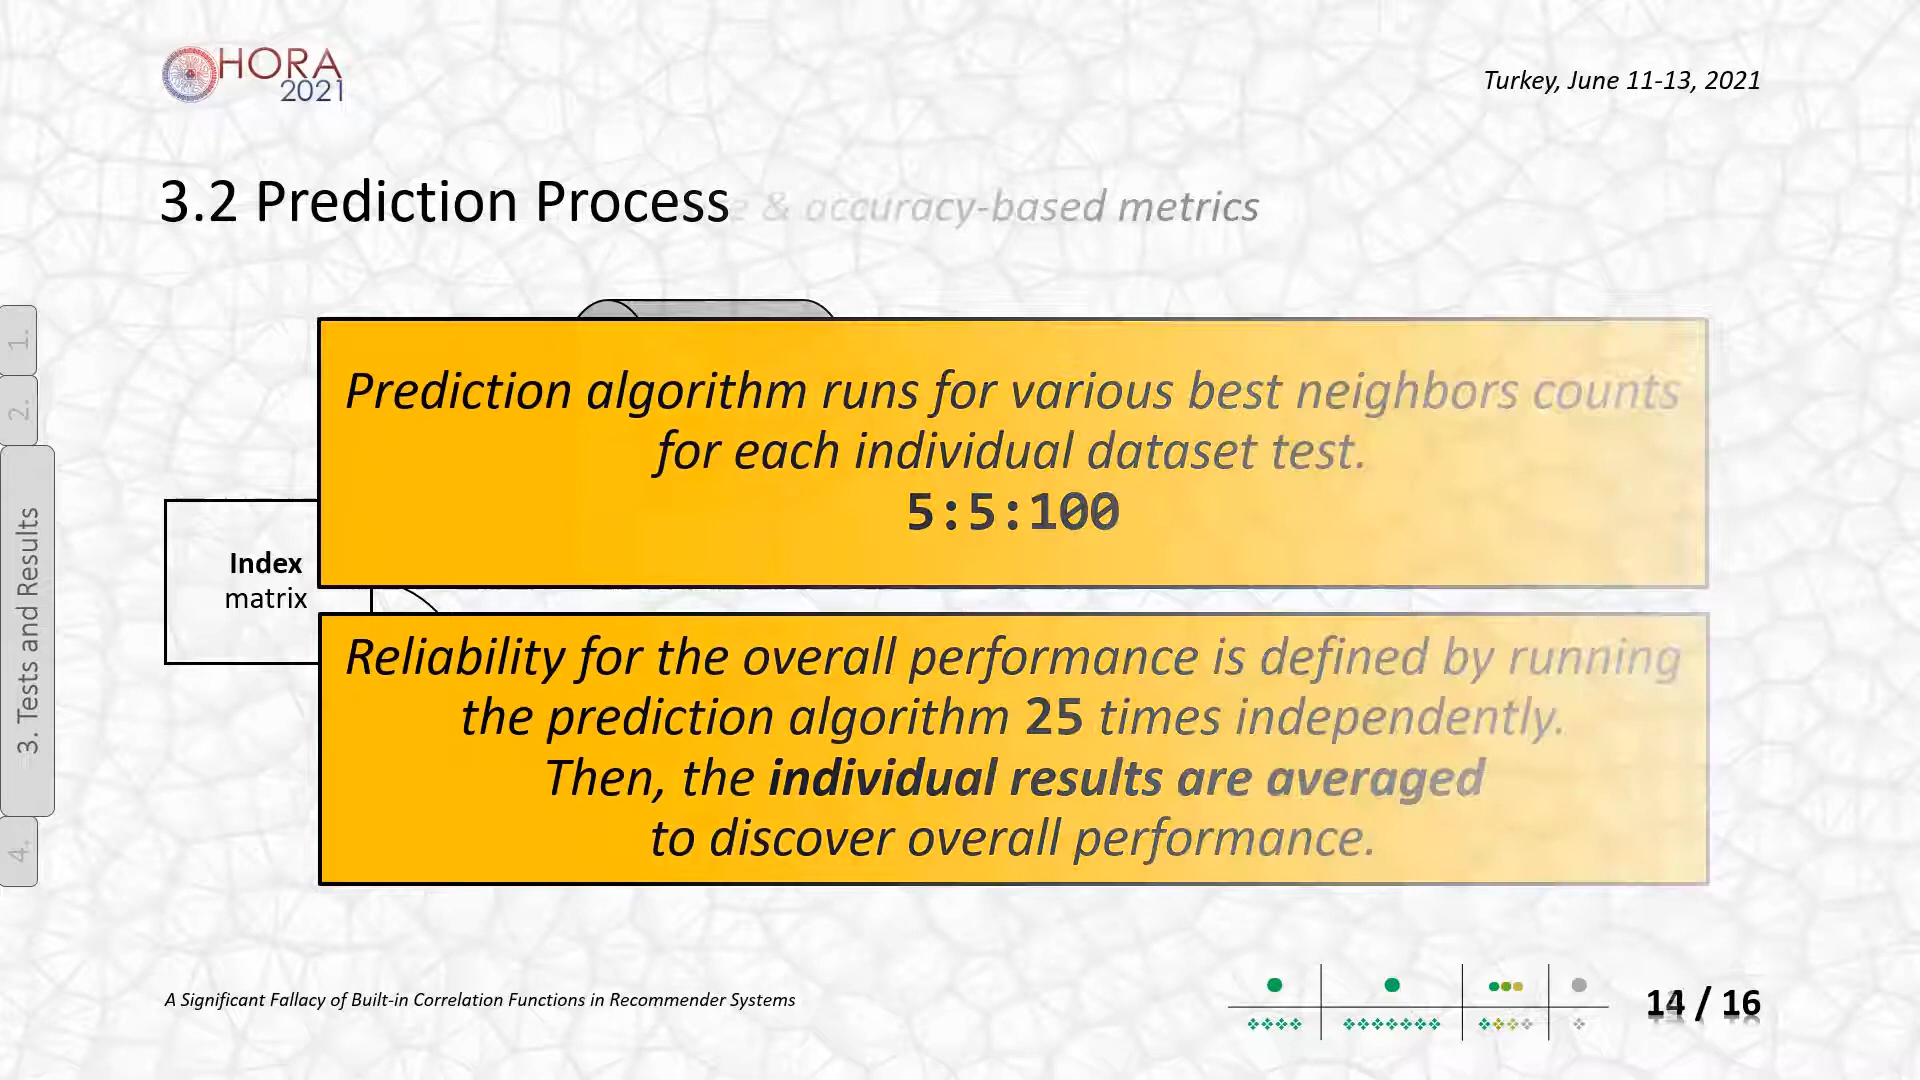 HORA
2021
Turkey, June 11-13, 2021
3.2 Prediction Process
& accuracy-based metrics
1.
2.
3. Tests and Results
4.
Index
matrix
Prediction algorithm runs for various best neighbors counts
for each individual dataset test.
5:5:100
Reliability for the overall performance is defined by running
the prediction algorithm 25 times independently.
Then, the individual results are averaged
to discover overall performance.
A Significant Fallacy of Built-in Correlation Functions in Recommender Systems
14 / 16